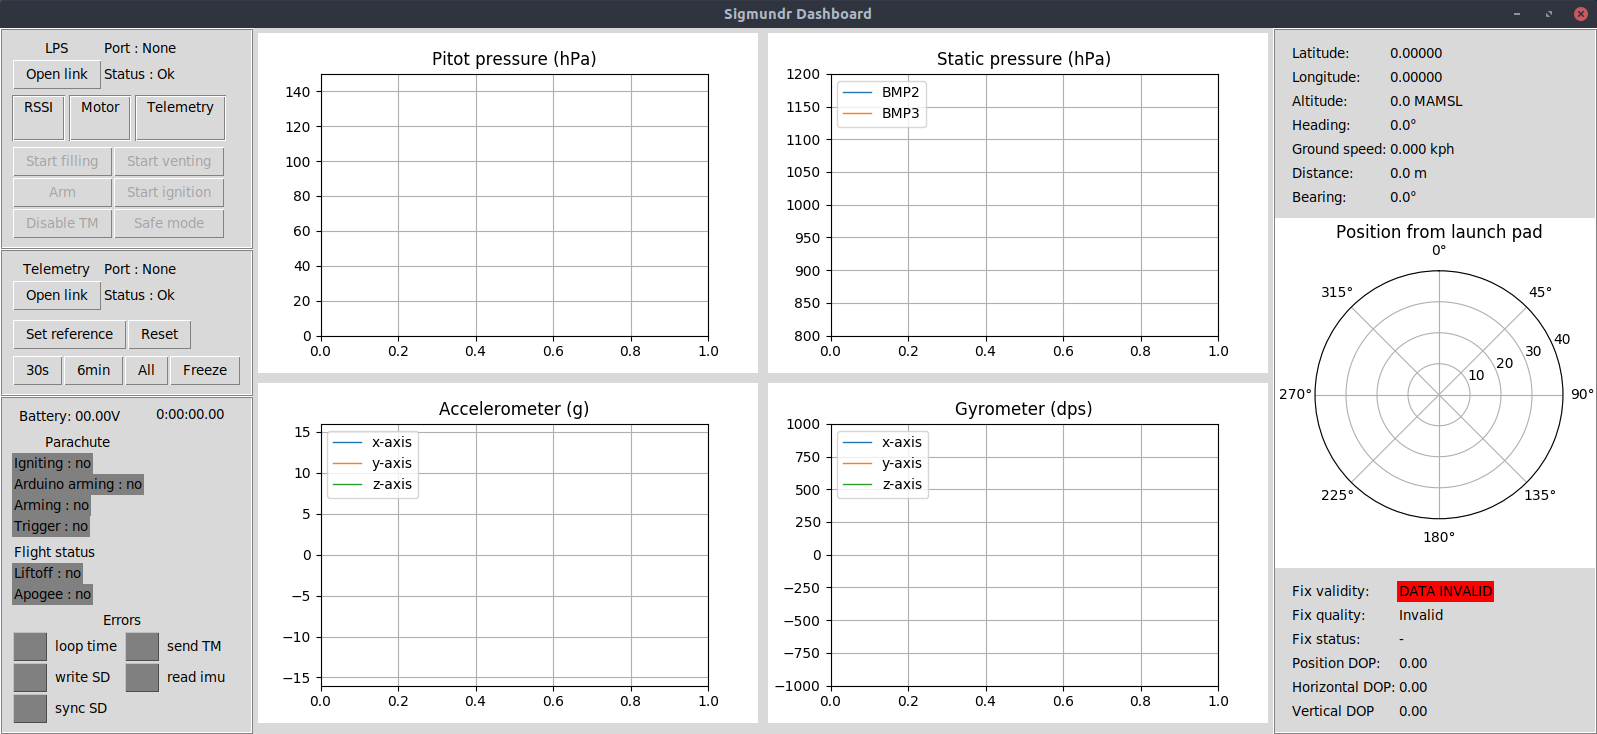 Sigmundr Dashboard
LPS Port : None
Open link Status : Ok
RSSI Motor Telemetry
Start filling Start venting
Arm Start ignition
Disable TM Safe mode
Telemetry Port : None
Open link Status : Ok
Set reference Reset
30s 6min All Freeze
Battery: 00.00V 0:00:00.00
Parachute
Igniting : no
Arduino arming : no
Arming : no
Trigger : no
Flight status
Liftoff : no
Apogee : no
Errors
loop time send TM
write SD read imu
sync SD
Pitot pressure (hPa)
140
120
100
80
60
40
20
0
0.0 0.2 0.4 0.6 0.8 1.0
Static pressure (hPa)
BMP2
BMP3
1200
1150
1100
1050
1000
950
900
850
800
0.0 0.2 0.4 0.6 0.8 1.0
Accelerometer (g)
x-axis
y-axis
z-axis
15
10
5
0
−5
−10
−15
0.0 0.2 0.4 0.6 0.8 1.0
Gyrometer (dps)
x-axis
y-axis
z-axis
1000
750
500
250
0
−250
−500
−750
−1000
0.0 0.2 0.4 0.6 0.8 1.0
Latitude: 0.00000
Longitude: 0.00000
Altitude: 0.0 MAMSL
Heading: 0.0°
Ground speed: 0.000 kph
Distance: 0.0 m
Bearing: 0.0°
Position from launch pad
0°
315° 45°
40
30
20
10
270° 90°
225° 135°
180°
Fix validity: DATA INVALID
Fix quality: Invalid
Fix status: -
Position DOP: 0.00
Horizontal DOP: 0.00
Vertical DOP 0.00